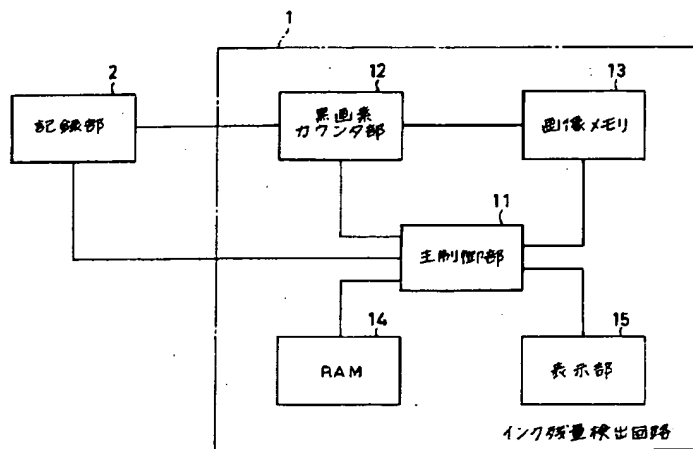 1
2
12
13
記録部
黒画素
カウンタ部
画像メモリ
11
主制御部
14
15
RAM
表示部
インク残量検出回路